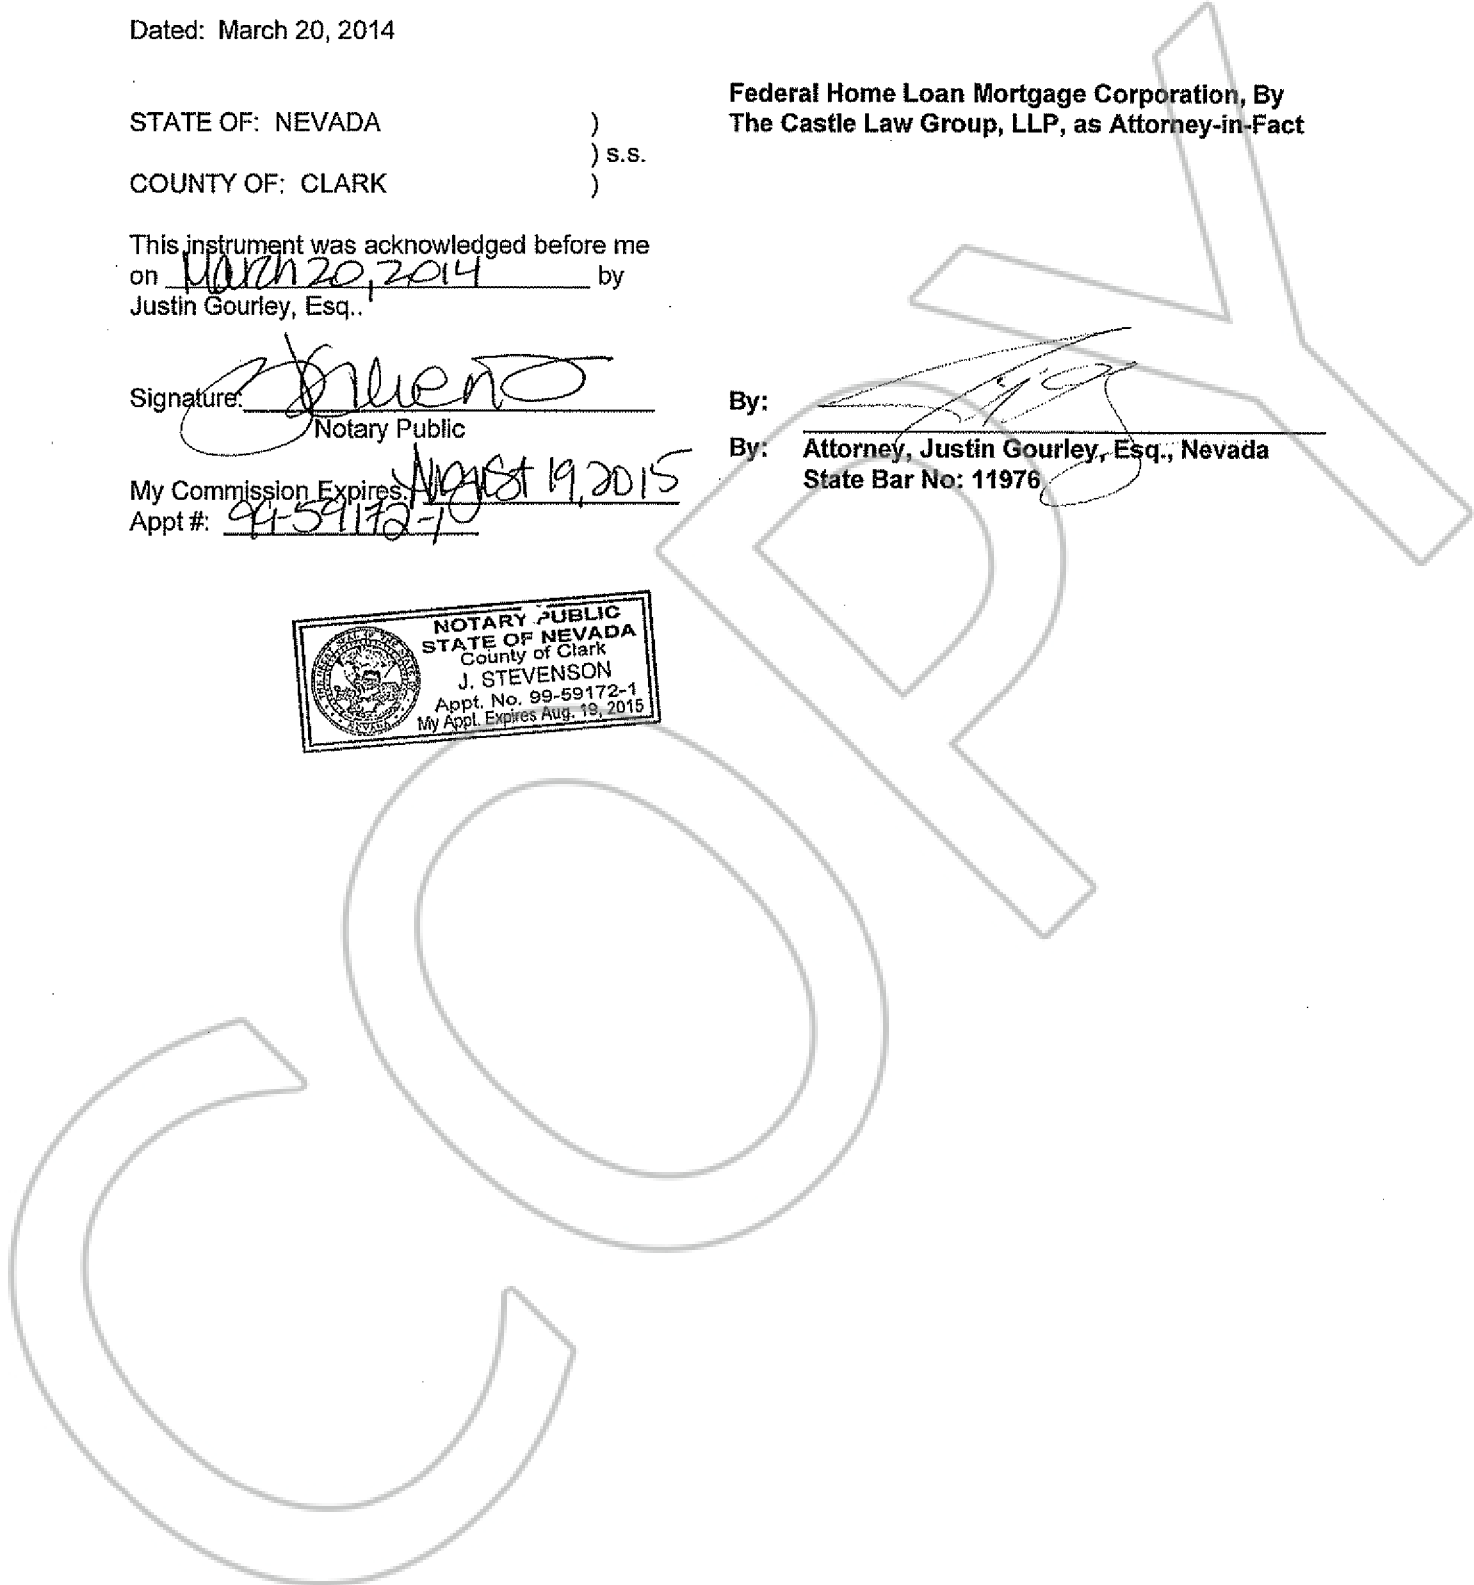 Dated: March 20, 2014
STATE OF: NEVADA )
) s.s.
COUNTY OF: CLARK )
This instrument was acknowledged before me
on March 20, 2014 by
Justin Gourley, Esq..
Signature:
Notary Public
My Commission Expires: August 19, 2015
Appt #: 99-59172-1
Federal Home Loan Mortgage Corporation, By
The Castle Law Group, LLP, as Attorney-in-Fact
By:
By: Attorney, Justin Gourley, Esq., Nevada
State Bar No: 11976
NOTARY PUBLIC
STATE OF NEVADA
County of Clark
J. STEVENSON
Appt. No. 99-59172-1
My Appt. Expires Aug. 19, 2015
COPY